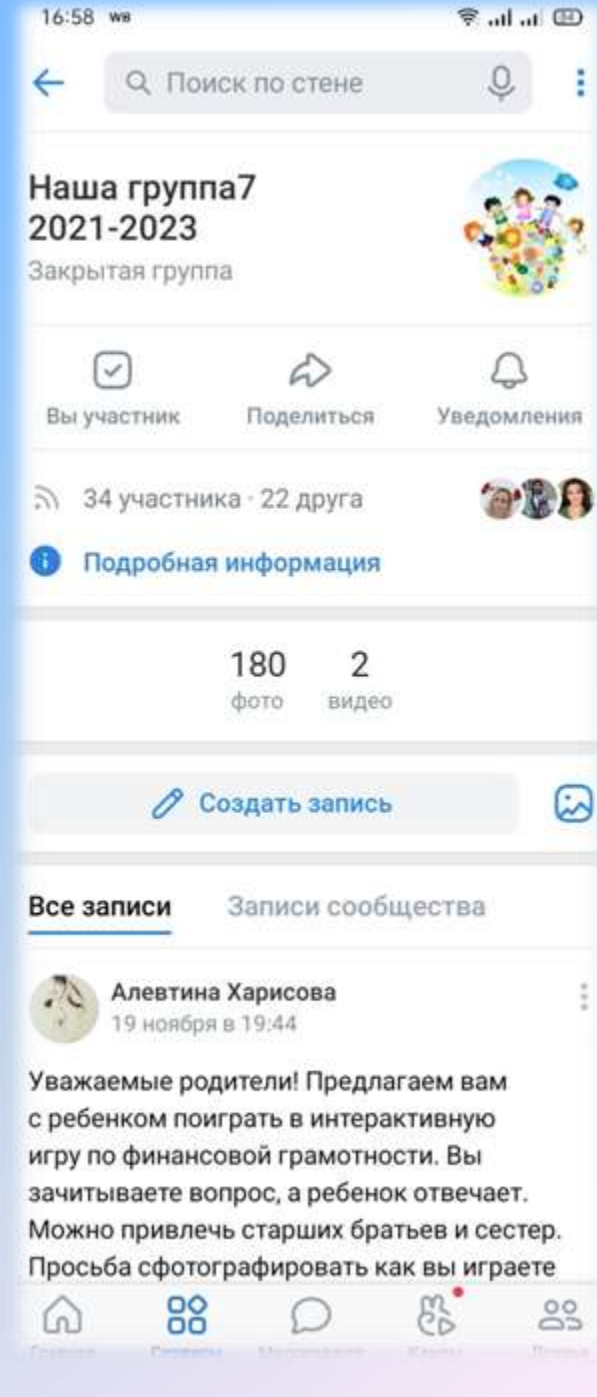 16:58 WB
54
Поиск по стене
Наша группа7
2021-2023
Закрытая группа
Вы участник Поделиться Уведомления
34 участника · 22 друга
Подробная информация
180 2
фото видео
Создать запись
Все записи Записи сообщества
Алевтина Харисова
19 ноября в 19:44
Уважаемые родители! Предлагаем вам
с ребенком поиграть в интерактивную
игру по финансовой грамотности. Вы
зачитываете вопрос, а ребенок отвечает.
Можно привлечь старших братьев и сестер.
Просьба сфотографировать как вы играете